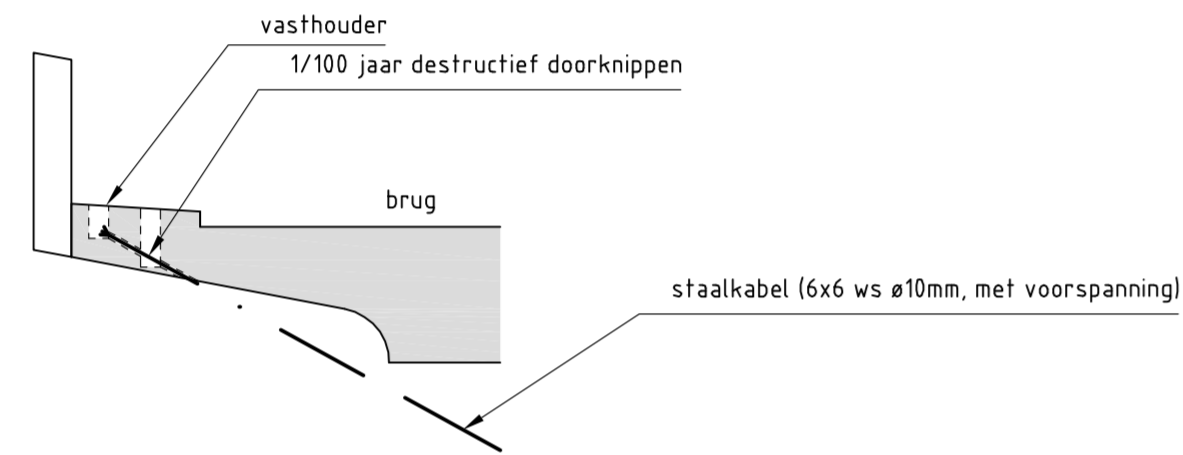 vasthouder
1/100 jaar destructief doorknippen
brug
staalkabel (6x6 ws ø10mm, met voorspanning)